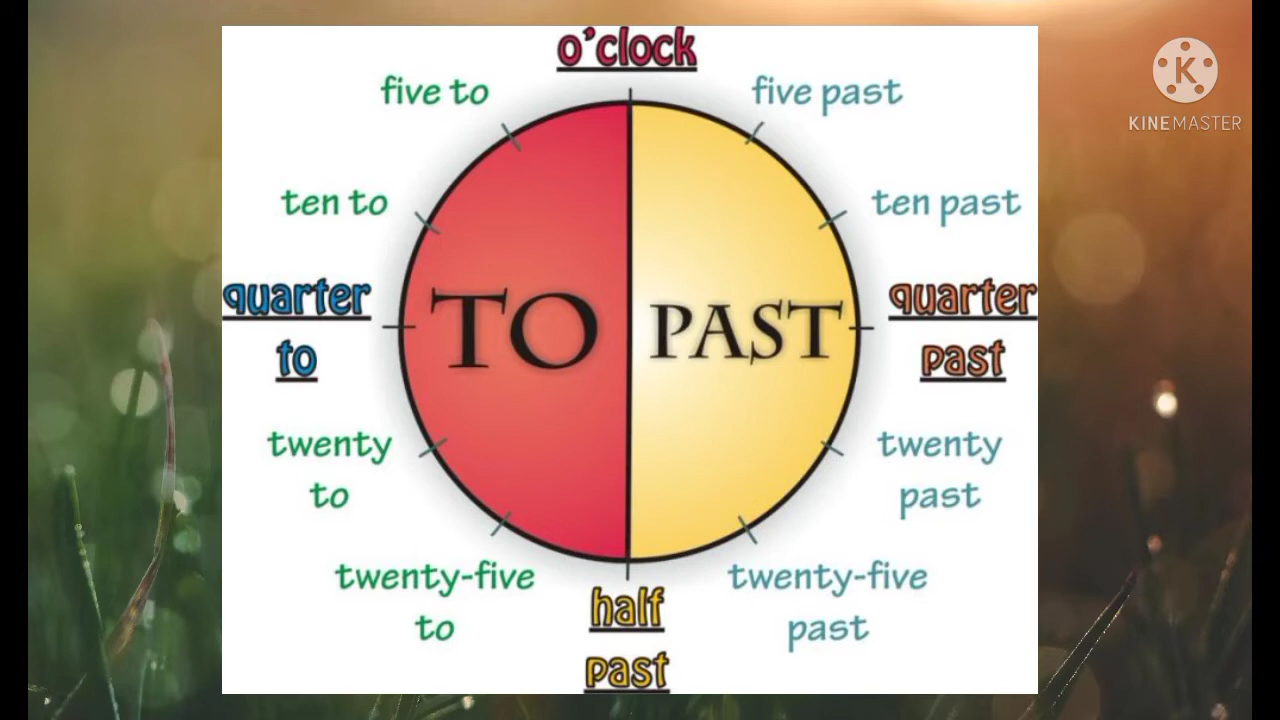 o'clock
five to
five past
K
KINEMASTER
ten to
ten past
quarter
to
TO
PAST
quarter
past
twenty
to
twenty
past
twenty-five
to
half
past
twenty-five
past